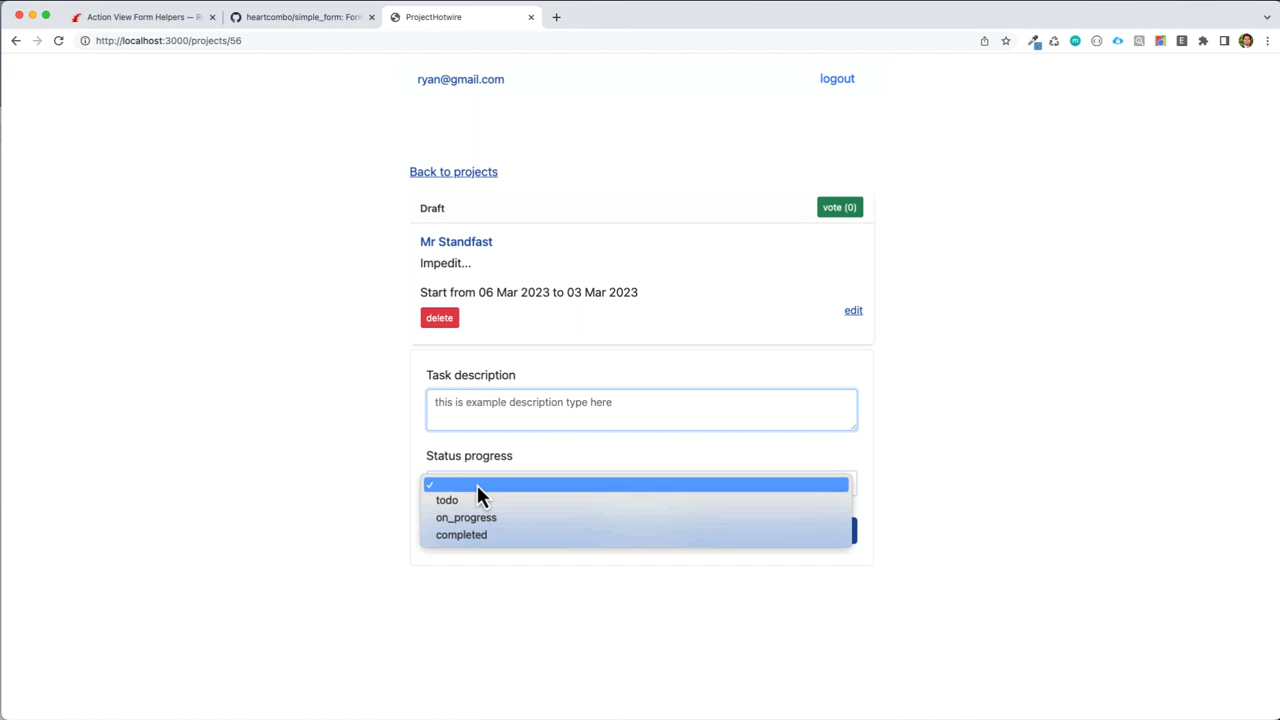 Action View Form Helpers — R
heartcombo/simple_form: Form
ProjectHotwire
http://localhost:3000/projects/56
ryan@gmail.com
logout
Back to projects
Draft
vote (0)
Mr Standfast
Impedit...
Start from 06 Mar 2023 to 03 Mar 2023
edit
delete
Task description
this is example description type here
Status progress
todo
on_progress
completed